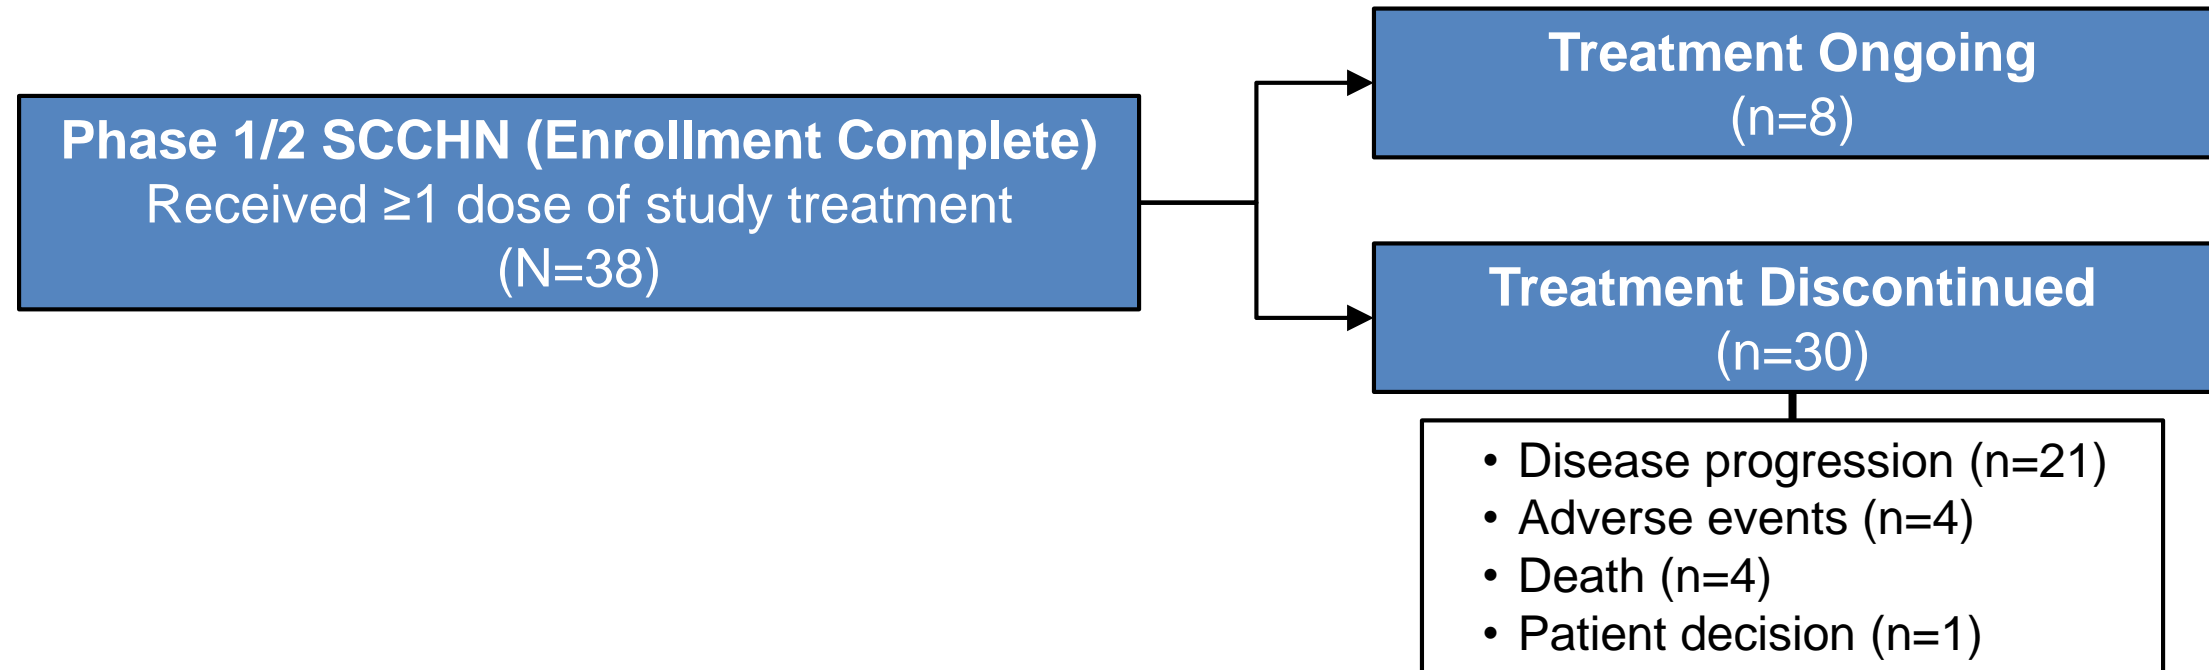 Phase 1/2 SCCHN (Enrollment Complete)
Received ≥1 dose of study treatment
(N=38)
Treatment Ongoing
(n=8)
Treatment Discontinued
(n=30)
• Disease progression (n=21)
• Adverse events (n=4)
• Death (n=4)
• Patient decision (n=1)